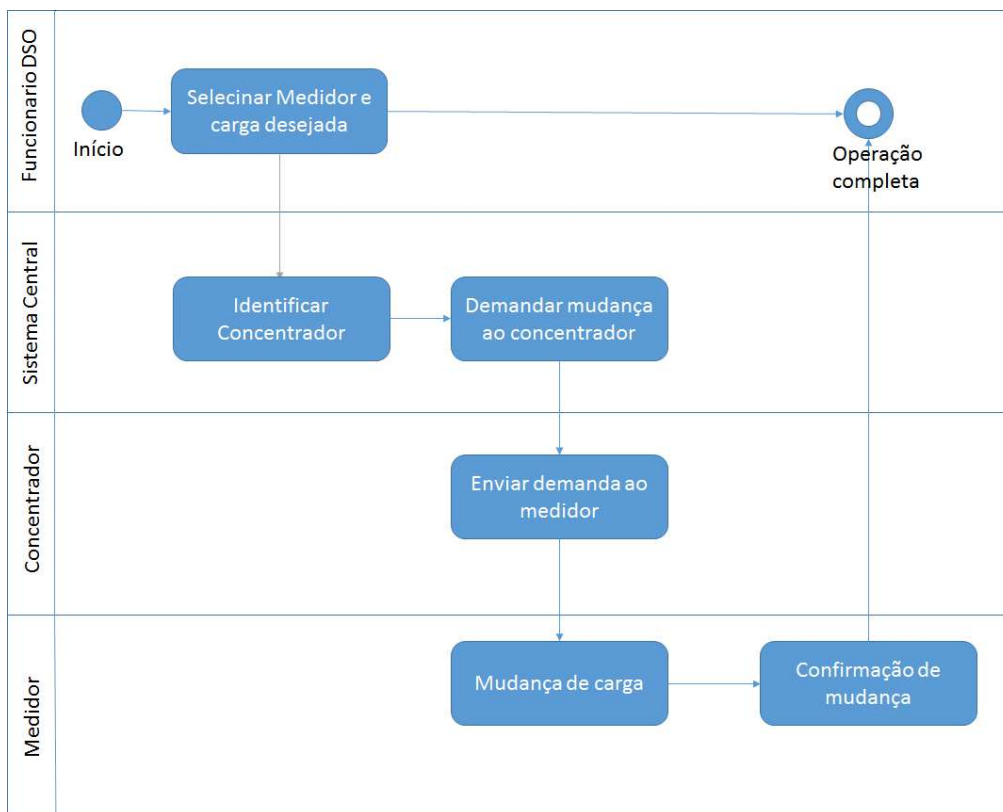 Funcionario DSO
Início
Selecinar Medidor e
carga desejada
Operação
completa
Sistema Central
Identificar
Concentrador
Demandar mudança
ao concentrador
Concentrador
Enviar demanda ao
medidor
Medidor
Mudança de carga
Confirmação de
mudança